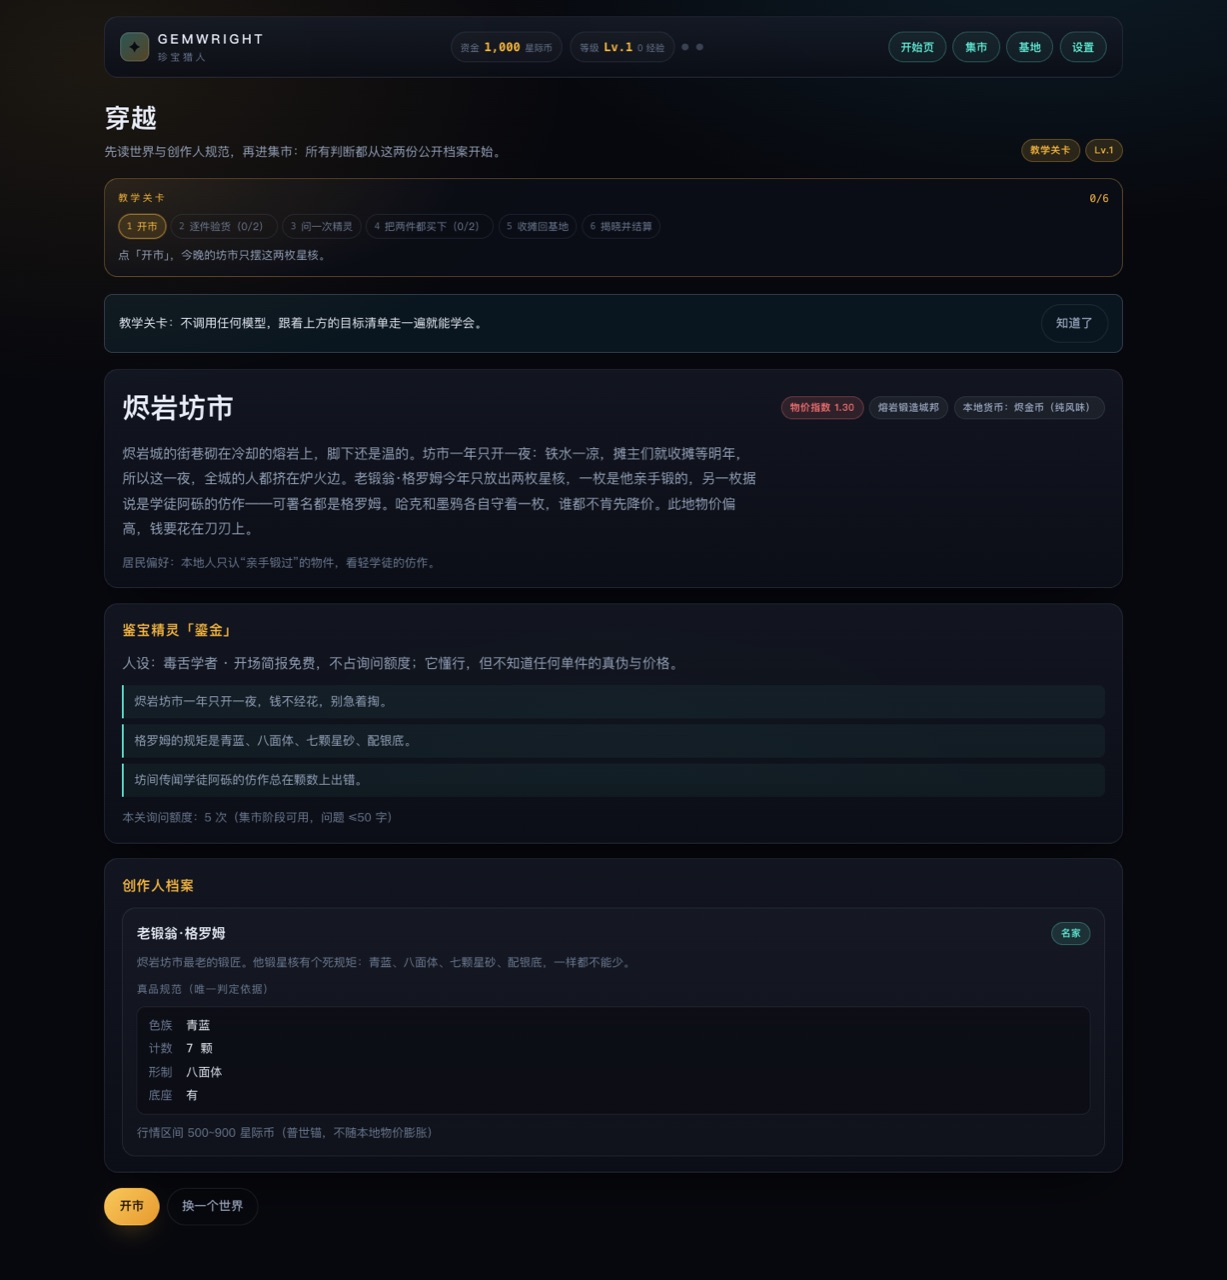 GEMWRIGHT
珍宝猎人
资金 1,000 星际币
等级 Lv.1 0 经验
开始页 集市 基地 设置
穿越
先读世界与创作人规范，再进集市：所有判断都从这两份公开档案开始。
教学关卡 Lv.1
教学关卡 0/6
1 开市 2 逐件验货（0/2） 3 问一次精灵 4 把两件都买下（0/2） 5 收摊回基地 6 揭晓并结算
点「开市」，今晚的坊市只摆这两枚星核。
教学关卡：不调用任何模型，跟着上方的目标清单走一遍就能学会。 知道了
烬岩坊市 物价指数 1.30 熔岩锻造城邦 本地货币：烬金币（纯风味）
烬岩城的街巷砌在冷却的熔岩上，脚下还是温的。坊市一年只开一夜：铁水一凉，摊主们就收摊等明年，
所以这一夜，全城的人都挤在炉火边。老锻翁·格罗姆今年只放出两枚星核，一枚是他亲手锻的，另一枚据
说是学徒阿砾的仿作——可署名都是格罗姆。哈克和墨鸦各自守着一枚，谁都不肯先降价。此地物价偏
高，钱要花在刀刃上。
居民偏好：本地人只认“亲手锻过”的物件，看轻学徒的仿作。
鉴宝精灵「鎏金」
人设：毒舌学者 · 开场简报免费，不占询问额度；它懂行，但不知道任何单件的真伪与价格。
烬岩坊市一年只开一夜，钱不经花，别急着掏。
格罗姆的规矩是青蓝、八面体、七颗星砂、配银底。
坊间传闻学徒阿砾的仿作总在颗数上出错。
本关询问额度：5 次（集市阶段可用，问题 ≤50 字）
创作人档案
老锻翁·格罗姆 名家
烬岩坊市最老的锻匠。他锻星核有个死规矩：青蓝、八面体、七颗星砂、配银底，一样都不能少。
真品规范（唯一判定依据）
色族 青蓝
计数 7 颗
形制 八面体
底座 有
行情区间 500~900 星际币（普世锚，不随本地物价膨胀）
开市 换一个世界